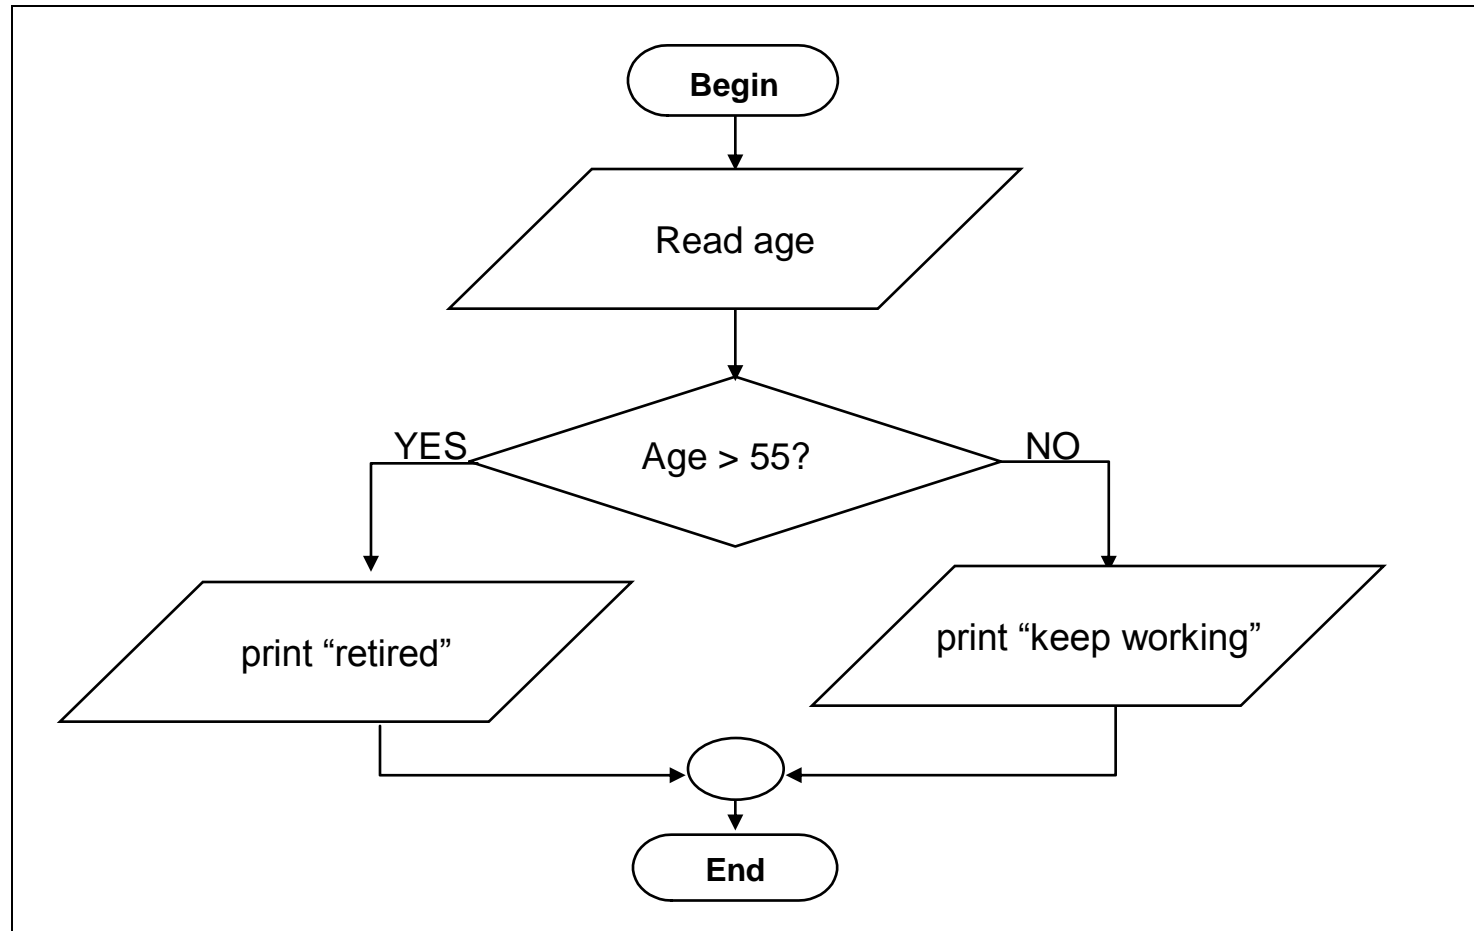 Begin
Read age
YES
Age > 55?
NO
print “retired”
print “keep working”
End